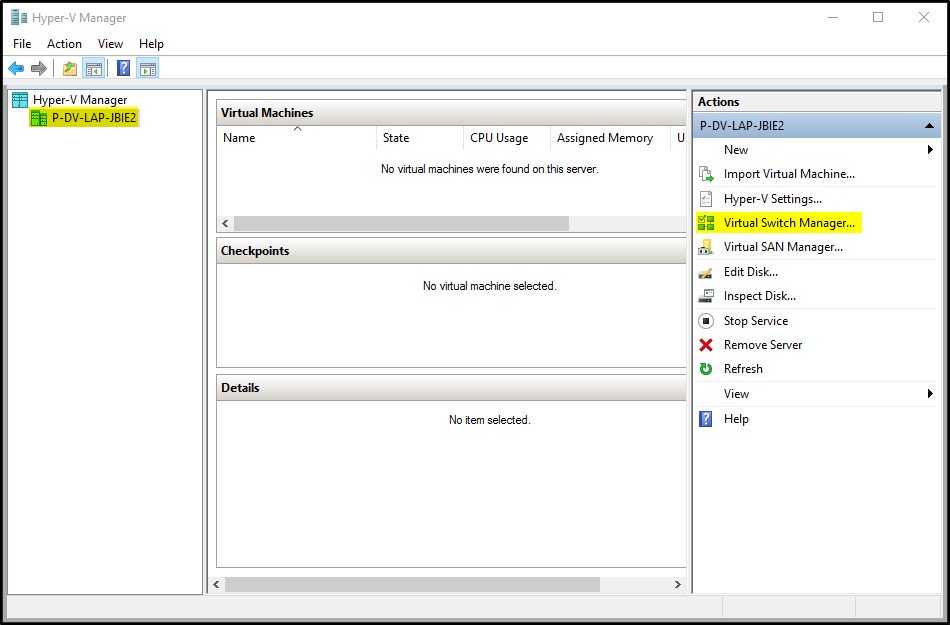 Hyper-V Manager
File Action View Help
Hyper-V Manager
P-DV-LAP-JBIE2
Virtual Machines
Name State CPU Usage Assigned Memory U
No virtual machines were found on this server.
Checkpoints
No virtual machine selected.
Details
No item selected.
Actions
P-DV-LAP-JBIE2
New
Import Virtual Machine...
Hyper-V Settings...
Virtual Switch Manager...
Virtual SAN Manager...
Edit Disk...
Inspect Disk...
Stop Service
Remove Server
Refresh
View
Help